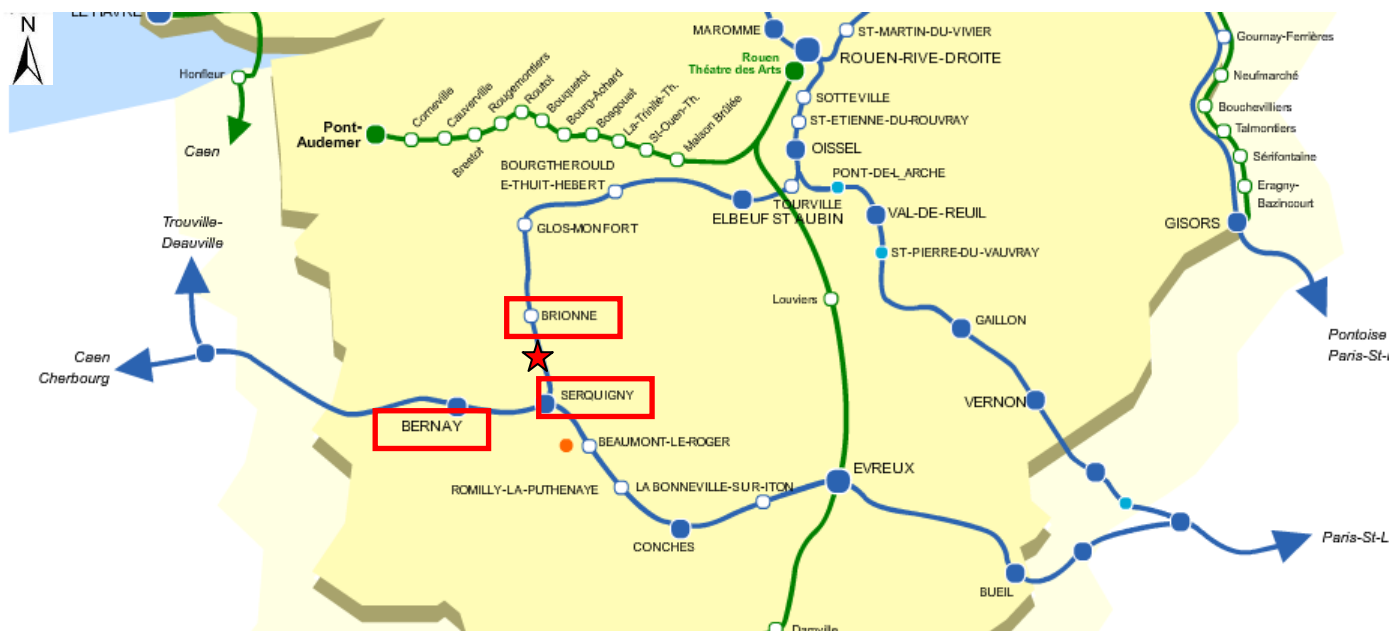 LE HAVRE
N
Honfleur
Caen
MAROMME
ST-MARTIN-DU-VIVIER
Rouen
Théatre des Arts
ROUEN-RIVE-DROITE
Gournay-Ferrières
Neufmarché
Bouchevilliers
Talmontiers
Sérifontaine
Eragny-
Bazincourt
GISORS
SOTTEVILLE
ST-ETIENNE-DU-ROUVRAY
OISSEL
Pont-
Audemer
Corneville
Cauverville
Brestot
Rougemontiers
Routot
Bouquetot
Bourg-Achard
Bosgouet
La-Trinité-Th.
St-Ouen-Th.
Maison Brûlée
BOURGTHEROULD
E-THUIT-HEBERT
PONT-DE-L_ARCHE
TOURVILLE
ELBEUF ST AUBIN
VAL-DE-REUIL
GLOS-MONFORT
ST-PIERRE-DU-VAUVRAY
Trouville-
Deauville
Louviers
BRIONNE
GAILLON
Pontoise
Paris-St-L
Caen
Cherbourg
SERQUIGNY
VERNON
BERNAY
BEAUMONT-LE-ROGER
EVREUX
ROMILLY-LA-PUTHENAYE
LA BONNEVILLE-SUR-ITON
CONCHES
Paris-St-L
BUEIL
Damville